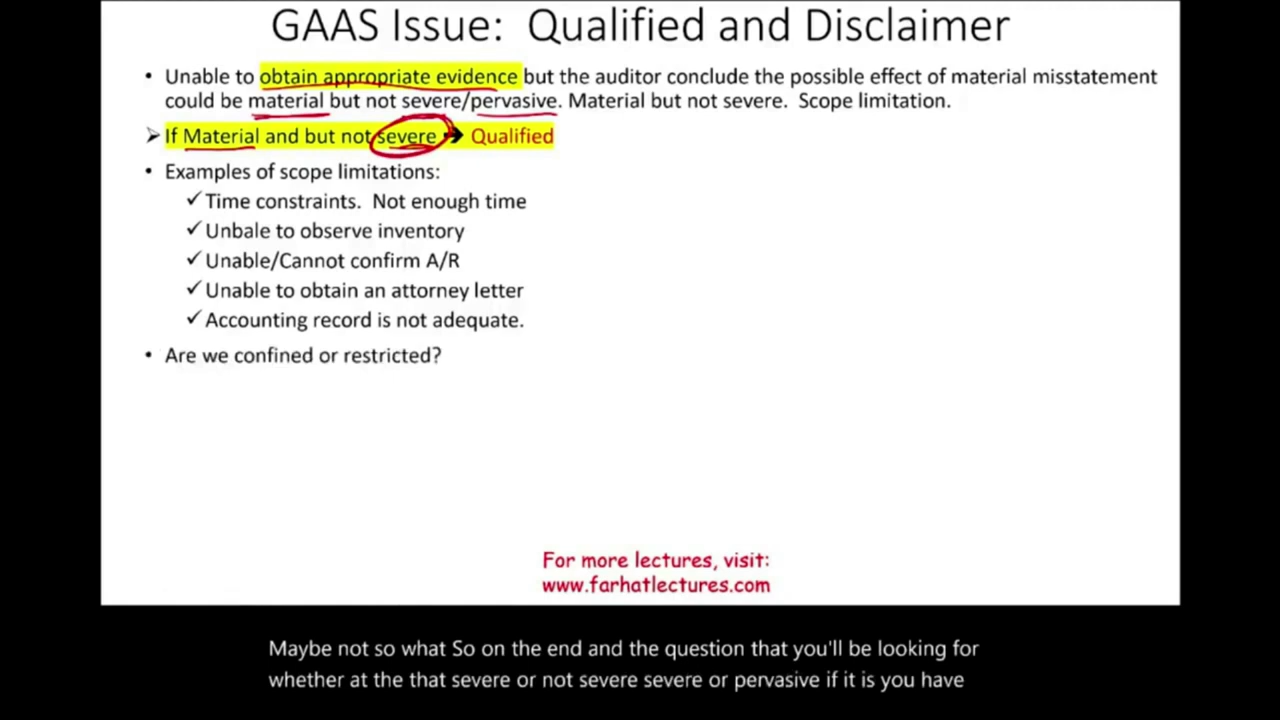 GAAS Issue: Qualified and Disclaimer
• Unable to obtain appropriate evidence but the auditor conclude the possible effect of material misstatement
could be material but not severe/pervasive. Material but not severe. Scope limitation.
➢ If Material and but not severe → Qualified
• Examples of scope limitations:
✓ Time constraints. Not enough time
✓ Unbale to observe inventory
✓ Unable/Cannot confirm A/R
✓ Unable to obtain an attorney letter
✓ Accounting record is not adequate.
• Are we confined or restricted?
For more lectures, visit:
www.farhatlectures.com
Maybe not so what So on the end and the question that you'll be looking for
whether at the that severe or not severe severe or pervasive if it is you have